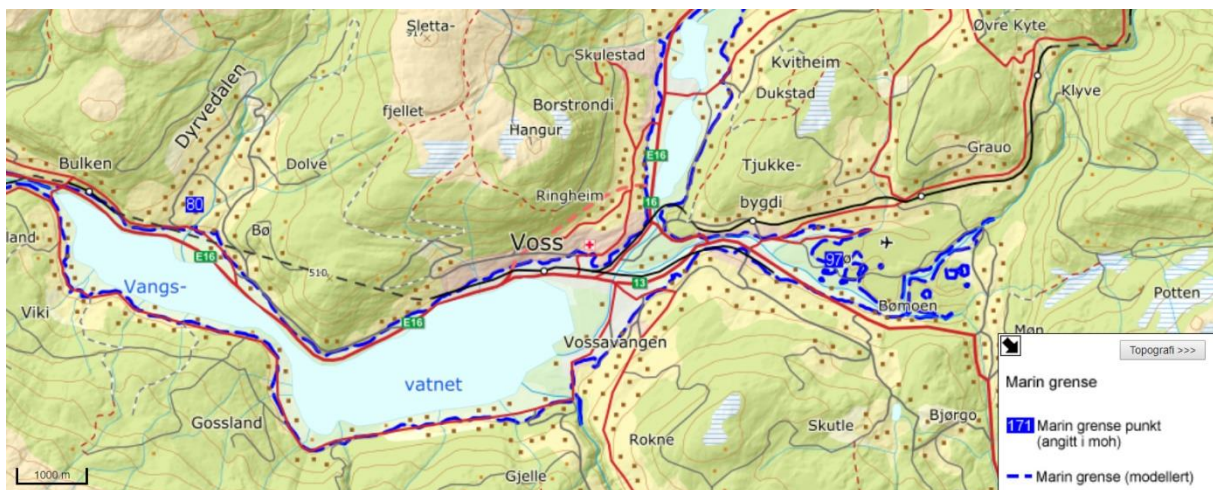 Sletta-
917
fjellet
Skulestad
Øvre Kyte
Kvitheim
Dukstad
Klyve
Borstrondi
Hangur
Dyrvedalen
Bulken
Dolve
Grauo
E16
Tjukke-
bygdi
Ringheim
80
16
Bø
Voss
E16
97
510
Vangs-
13
Bømoen
Potten
Viki
E16
Vossavangen
Møn
vatnet
Gossland
Rokne
Skutle
Bjørgo
Gjelle
1000 m
Topografi >>>
Marin grense
171 Marin grense punkt
(angitt i moh)
Marin grense (modellert)